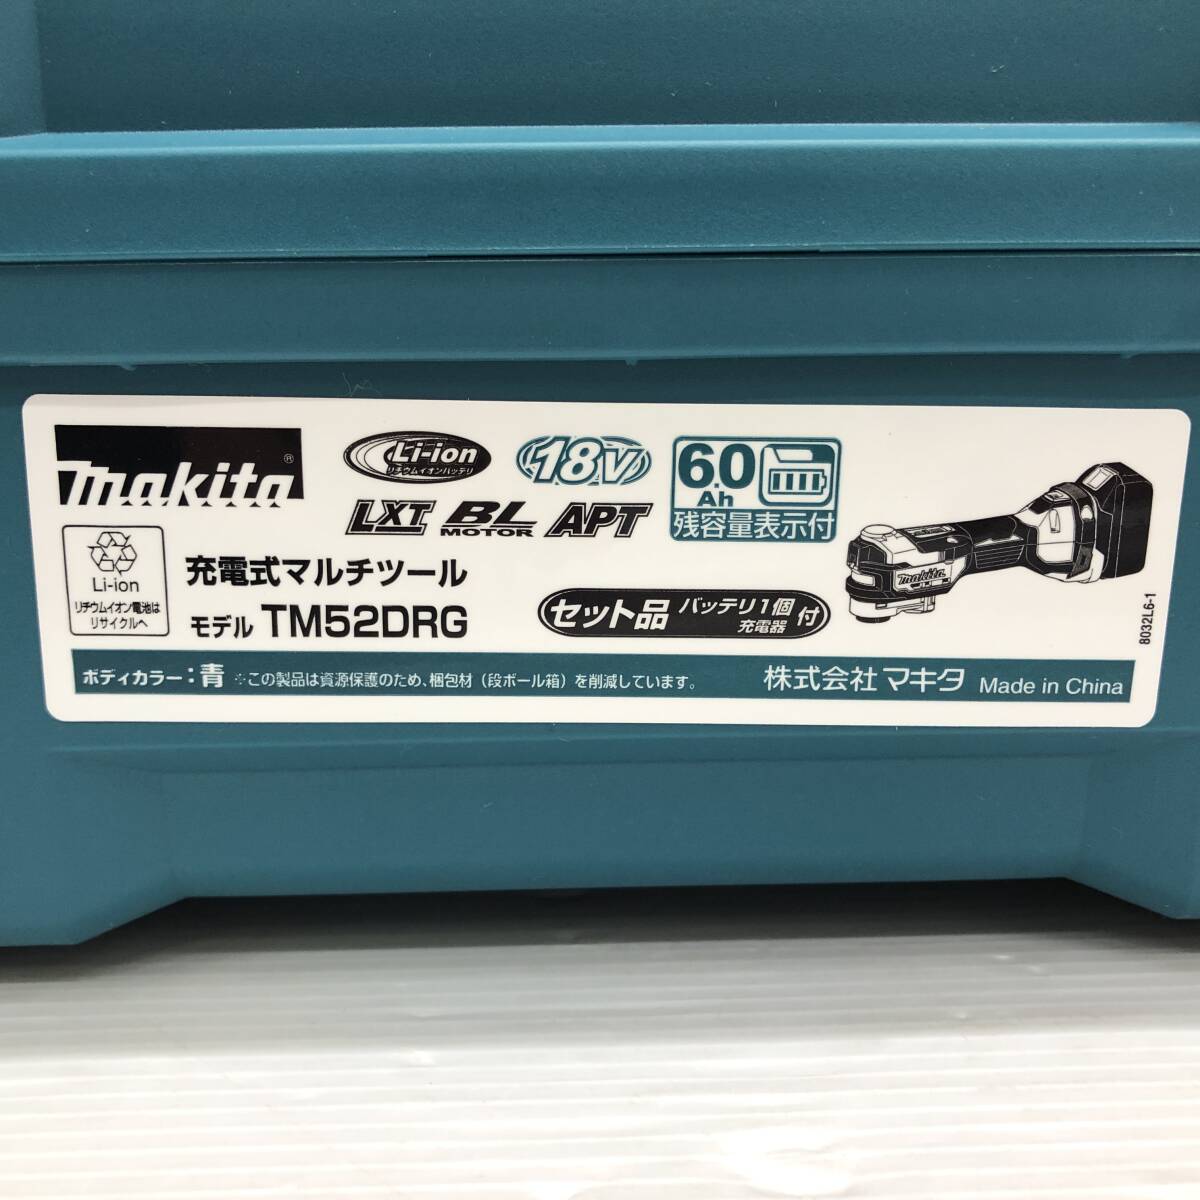 makita®
Li-ion
リチウムイオンバッテリ
18V
6.0
Ah
残容量表示付
LXT BL MOTOR APT
Li-ion
リチウムイオン電池は
リサイクルへ
充電式マルチツール
モデル TM52DRG
セット品 バッテリ1個 充電器 付
makita
8032L6-1
ボディカラー：青 ※この製品は資源保護のため、梱包材（段ボール箱）を削減しています。
株式会社 マキタ Made in China